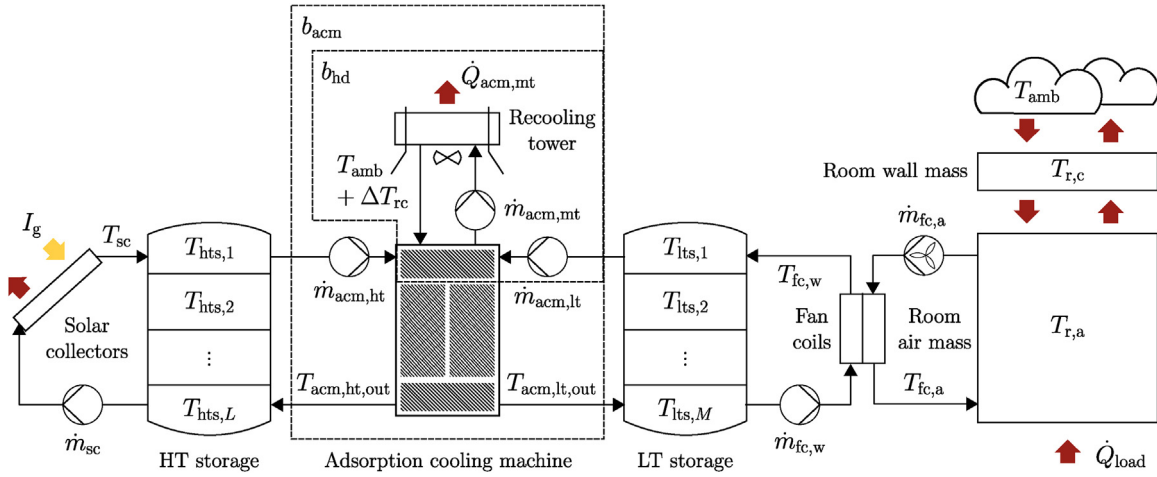 b_acm
b_hd
Q̇_acm,mt
Recooling
tower
T_amb
+ ΔT_rc
ṁ_acm,mt
T_amb
Room wall mass
T_r,c
I_g
T_sc
ṁ_fc,a
T_hts,1
T_hts,2
⋮
T_hts,L
Solar
collectors
ṁ_sc
ṁ_acm,ht
ṁ_acm,lt
T_acm,ht,out
T_acm,lt,out
T_lts,1
T_lts,2
⋮
T_lts,M
T_fc,w
Fan
coils
Room
air mass
T_fc,a
ṁ_fc,w
T_r,a
Q̇_load
HT storage
Adsorption cooling machine
LT storage